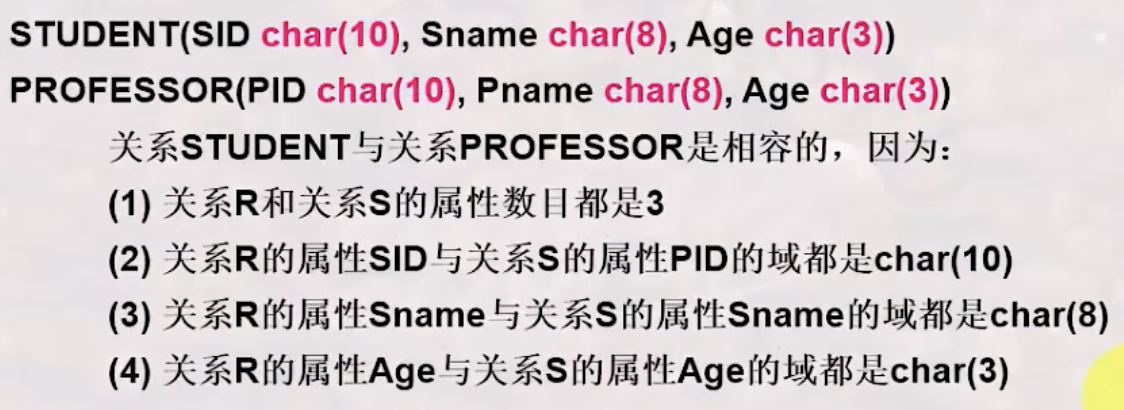 STUDENT(SID char(10), Sname char(8), Age char(3))
PROFESSOR(PID char(10), Pname char(8), Age char(3))
关系STUDENT与关系PROFESSOR是相容的，因为：
(1) 关系R和关系S的属性数目都是3
(2) 关系R的属性SID与关系S的属性PID的域都是char(10)
(3) 关系R的属性Sname与关系S的属性Sname的域都是char(8)
(4) 关系R的属性Age与关系S的属性Age的域都是char(3)